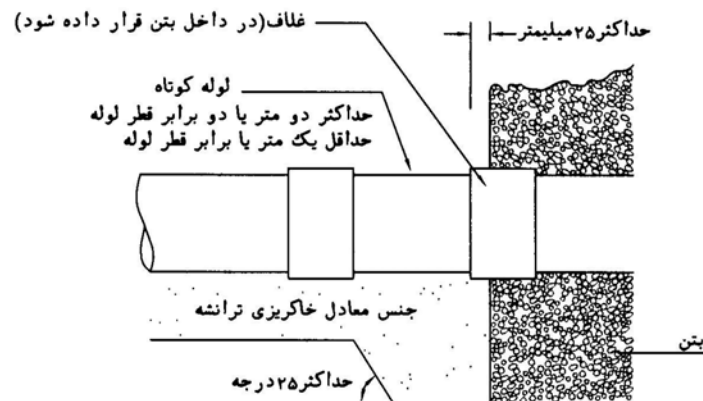 غلاف(در داخل بتن قرار داده شود)
حداکثر۲۵میلیمتر
لوله کوتاه
حداکثر دو متر یا دو برابر قطر لوله
حداقل یک متر یا برابر قطر لوله
جنس معادل خاکریزی ترانشه
بتن
حداکثر۲۵درجه